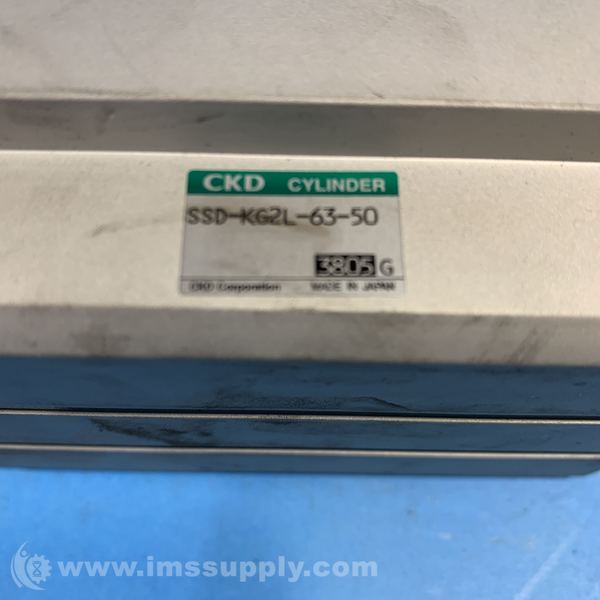 CKD CYLINDER
SSD-KG2L-63-50
3805 G
CKD Corporation MADE IN JAPAN
www.imssupply.com